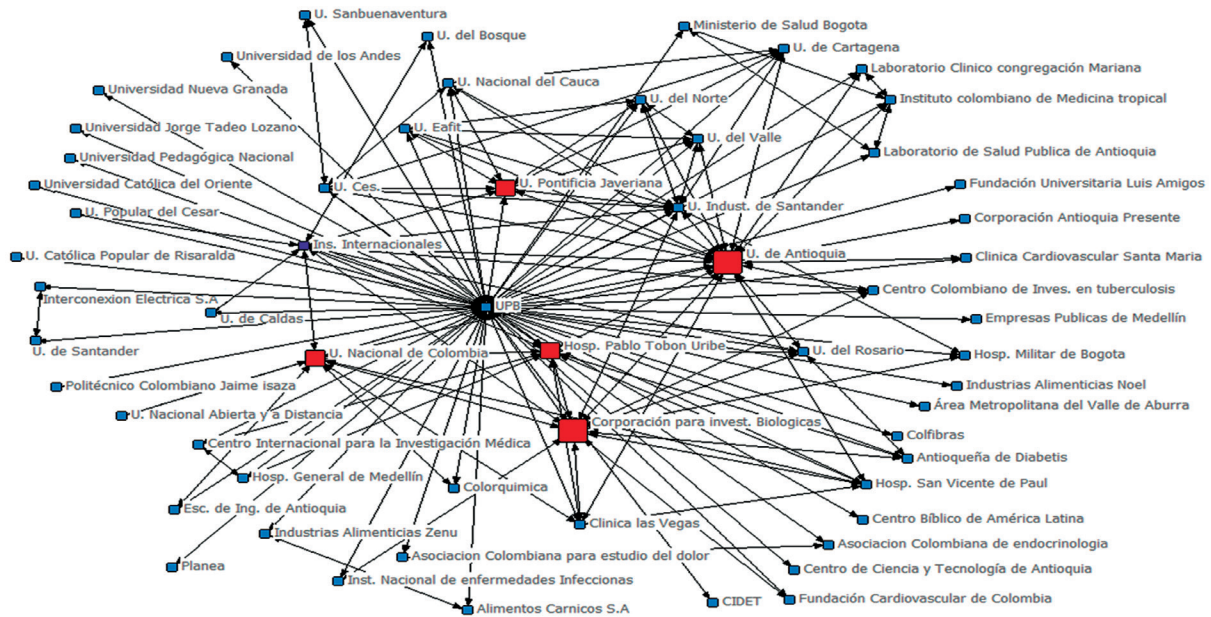 U. Sanbuenaventura
Ministerio de Salud Bogota
U. del Bosque
U. de Cartagena
Universidad de los Andes
Laboratorio Clinico congregación Mariana
U. Nacional del Cauca
Universidad Nueva Granada
U. del Norte
Instituto colombiano de Medicina tropical
Universidad Jorge Tadeo Lozano
U. Eafit
U. del Valle
Laboratorio de Salud Publica de Antioquia
Universidad Pedagógica Nacional
Universidad Católica del Oriente
U. Ces.
U. Pontificia Javeriana
Fundación Universitaria Luis Amigos
U. Popular del Cesar
U. Indust. de Santander
Corporación Antioquia Presente
Ins. Internacionales
U. de Antioquia
U. Católica Popular de Risaralda
Clinica Cardiovascular Santa Maria
Interconexion Electrica S.A
Centro Colombiano de Inves. en tuberculosis
UPB
U. de Caldas
Empresas Publicas de Medellín
U. de Santander
Hosp. Pablo Tobon Uribe
U. Nacional de Colombia
U. del Rosario
Hosp. Militar de Bogota
Politécnico Colombiano Jaime isaza
Industrias Alimenticias Noel
U. Nacional Abierta y a Distancia
Área Metropolitana del Valle de Aburra
Corporación para invest. Biologicas
Centro Internacional para la Investigación Médica
Colfibras
Antioqueña de Diabetis
Hosp. General de Medellín
Colorquimica
Hosp. San Vicente de Paul
Esc. de Ing. de Antioquia
Clinica las Vegas
Centro Bíblico de América Latina
Industrias Alimenticias Zenu
Asociacion Colombiana de endocrinologia
Asociacion Colombiana para estudio del dolor
Planea
Centro de Ciencia y Tecnología de Antioquia
Inst. Nacional de enfermedades Infeccionas
CIDET
Fundación Cardiovascular de Colombia
Alimentos Carnicos S.A